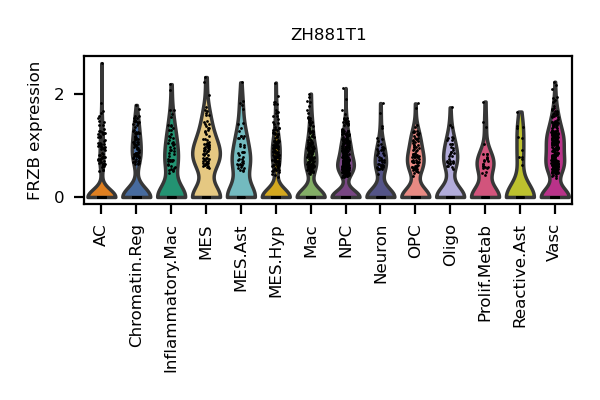 ZH881T1
FRZB expression
2
0
AC
Chromatin.Reg
Inflammatory.Mac
MES
MES.Ast
MES.Hyp
Mac
NPC
Neuron
OPC
Oligo
Prolif.Metab
Reactive.Ast
Vasc